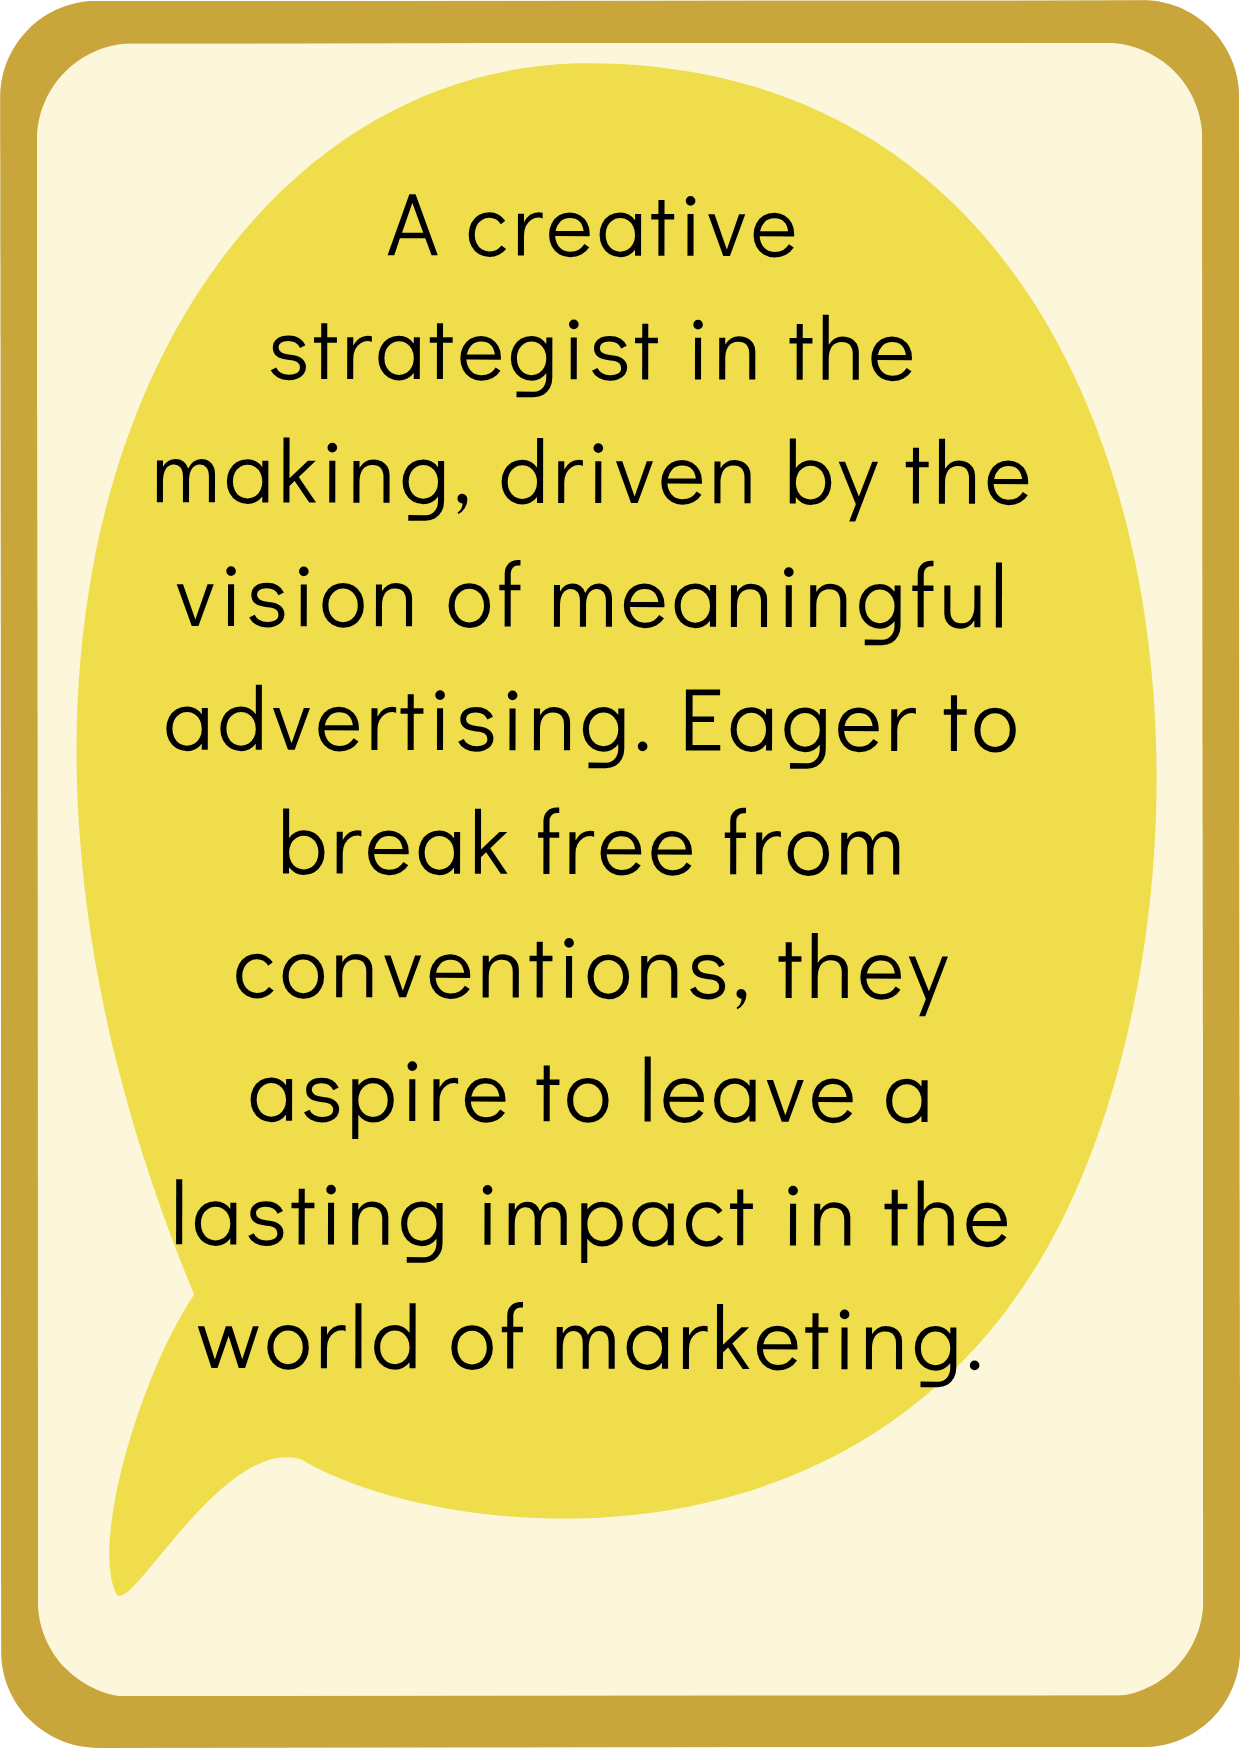 A creative
strategist in the
making, driven by the
vision of meaningful
advertising. Eager to
break free from
conventions, they
aspire to leave a
lasting impact in the
world of marketing.